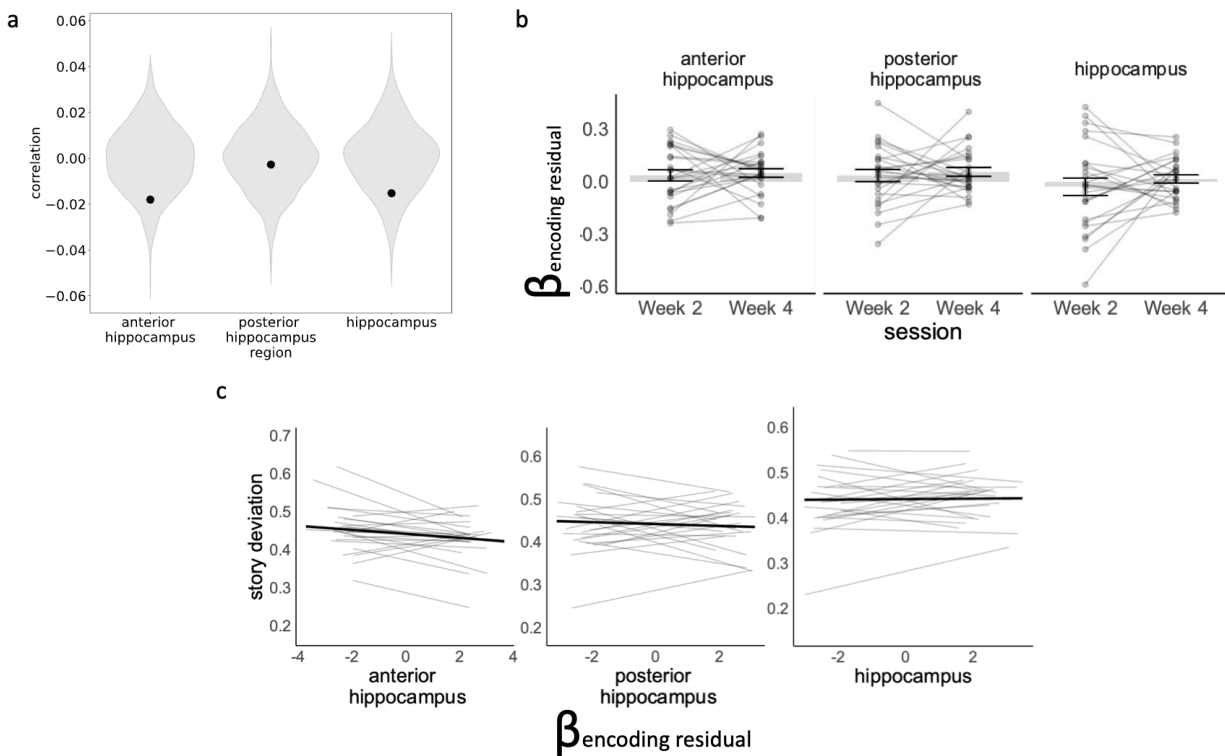 a
0.06
0.04
0.02
0.00
−0.02
−0.04
−0.06
correlation
anterior hippocampus
posterior hippocampus
hippocampus
region
b
anterior hippocampus
posterior hippocampus
hippocampus
0.3
0.0
-0.3
-0.6
β encoding residual
Week 2 Week 4
Week 2 Week 4
Week 2 Week 4
session
c
story deviation
0.7
0.6
0.5
0.4
0.3
0.2
-4 -2 0 2 4
anterior hippocampus
0.6
0.5
0.4
0.3
0.2
-2 0 2
posterior hippocampus
0.6
0.5
0.4
0.3
0.2
-2 0 2
hippocampus
β encoding residual